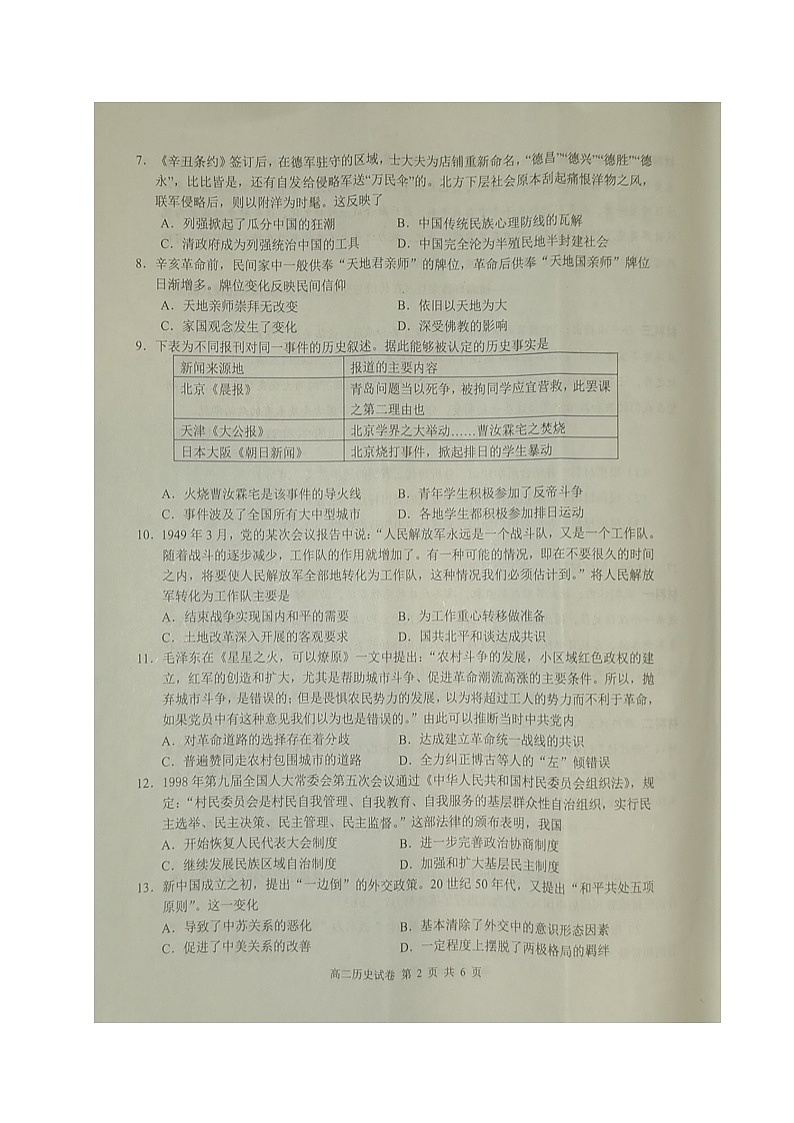 7. 《辛丑条约》签订后，在德军驻守的区域，士大夫为店铺重新命名，“德昌”“德兴”“德胜”“德
永”，比比皆是，还有自发给侵略军送“万民伞”的。北方下层社会原本刮起痛恨洋物之风，
联军侵略后，则以附洋为时髦。这反映了
A. 列强掀起了瓜分中国的狂潮 B. 中国传统民族心理防线的瓦解
C. 清政府成为列强统治中国的工具 D. 中国完全沦为半殖民地半封建社会
8. 辛亥革命前，民间家中一般供奉“天地君亲师”的牌位，革命后供奉“天地国亲师”牌位
日渐增多。牌位变化反映民间信仰
A. 天地亲师崇拜无改变 B. 依旧以天地为大
C. 家国观念发生了变化 D. 深受佛教的影响
9. 下表为不同报刊对同一事件的历史叙述。据此能够被认定的历史事实是
新闻来源地 报道的主要内容
北京《晨报》 青岛问题当以死争，被拘同学应宜营救，此罢课
之第二理由也
天津《大公报》 北京学界之大举动……曹汝霖宅之焚烧
日本大阪《朝日新闻》 北京烧打事件，掀起排日的学生暴动
A. 火烧曹汝霖宅是该事件的导火线 B. 青年学生积极参加了反帝斗争
C. 事件波及了全国所有大中型城市 D. 各地学生都积极参加排日运动
10. 1949 年 3 月，党的某次会议报告中说：“人民解放军永远是一个战斗队，又是一个工作队。
随着战斗的逐步减少，工作队的作用就增加了。有一种可能的情况，即在不要很久的时间
之内，将要使人民解放军全部地转化为工作队，这种情况我们必须估计到。”将人民解放
军转化为工作队主要是
A. 结束战争实现国内和平的需要 B. 为工作重心转移做准备
C. 土地改革深入开展的客观要求 D. 国共北平和谈达成共识
11. 毛泽东在《星星之火，可以燎原》一文中提出：“农村斗争的发展，小区域红色政权的建
立，红军的创造和扩大，尤其是帮助城市斗争、促进革命潮流高涨的主要条件。所以，抛
弃城市斗争，是错误的；但是畏惧农民势力的发展，以为将超过工人的势力而不利于革命，
如果党员中有这种意见我们以为也是错误的。”由此可以推断当时中共党内
A. 对革命道路的选择存在着分歧 B. 达成建立革命统一战线的共识
C. 普遍赞同走农村包围城市的道路 D. 全力纠正博古等人的“左”倾错误
12. 1998 年第九届全国人大常委会第五次会议通过《中华人民共和国村民委员会组织法》，规
定：“村民委员会是村民自我管理、自我教育、自我服务的基层群众性自治组织，实行民
主选举、民主决策、民主管理、民主监督。”这部法律的颁布表明，我国
A. 开始恢复人民代表大会制度 B. 进一步完善政治协商制度
C. 继续发展民族区域自治制度 D. 加强和扩大基层民主制度
13. 新中国成立之初，提出“一边倒”的外交政策。20 世纪 50 年代，又提出“和平共处五项
原则”。这一变化
A. 导致了中苏关系的恶化 B. 基本清除了外交中的意识形态因素
C. 促进了中美关系的改善 D. 一定程度上摆脱了两极格局的羁绊
高二历史试卷 第 2 页 共 6 页